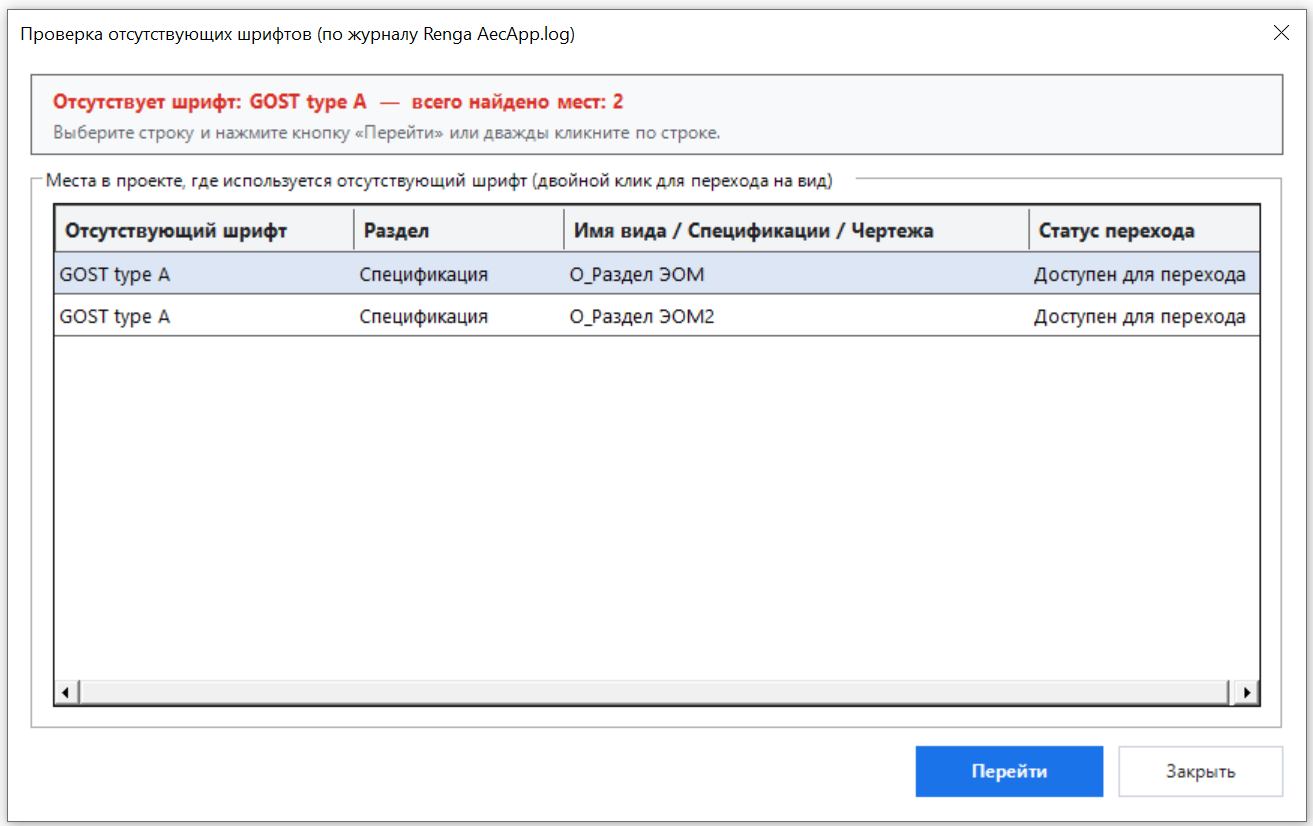 Проверка отсутствующих шрифтов (по журналу Renga AecApp.log)
Отсутствует шрифт: GOST type A — всего найдено мест: 2
Выберите строку и нажмите кнопку «Перейти» или дважды кликните по строке.
Места в проекте, где используется отсутствующий шрифт (двойной клик для перехода на вид)
Отсутствующий шрифт Раздел Имя вида / Спецификации / Чертежа Статус перехода
GOST type A Спецификация О_Раздел ЭОМ Доступен для перехода
GOST type A Спецификация О_Раздел ЭОМ2 Доступен для перехода
Перейти Закрыть